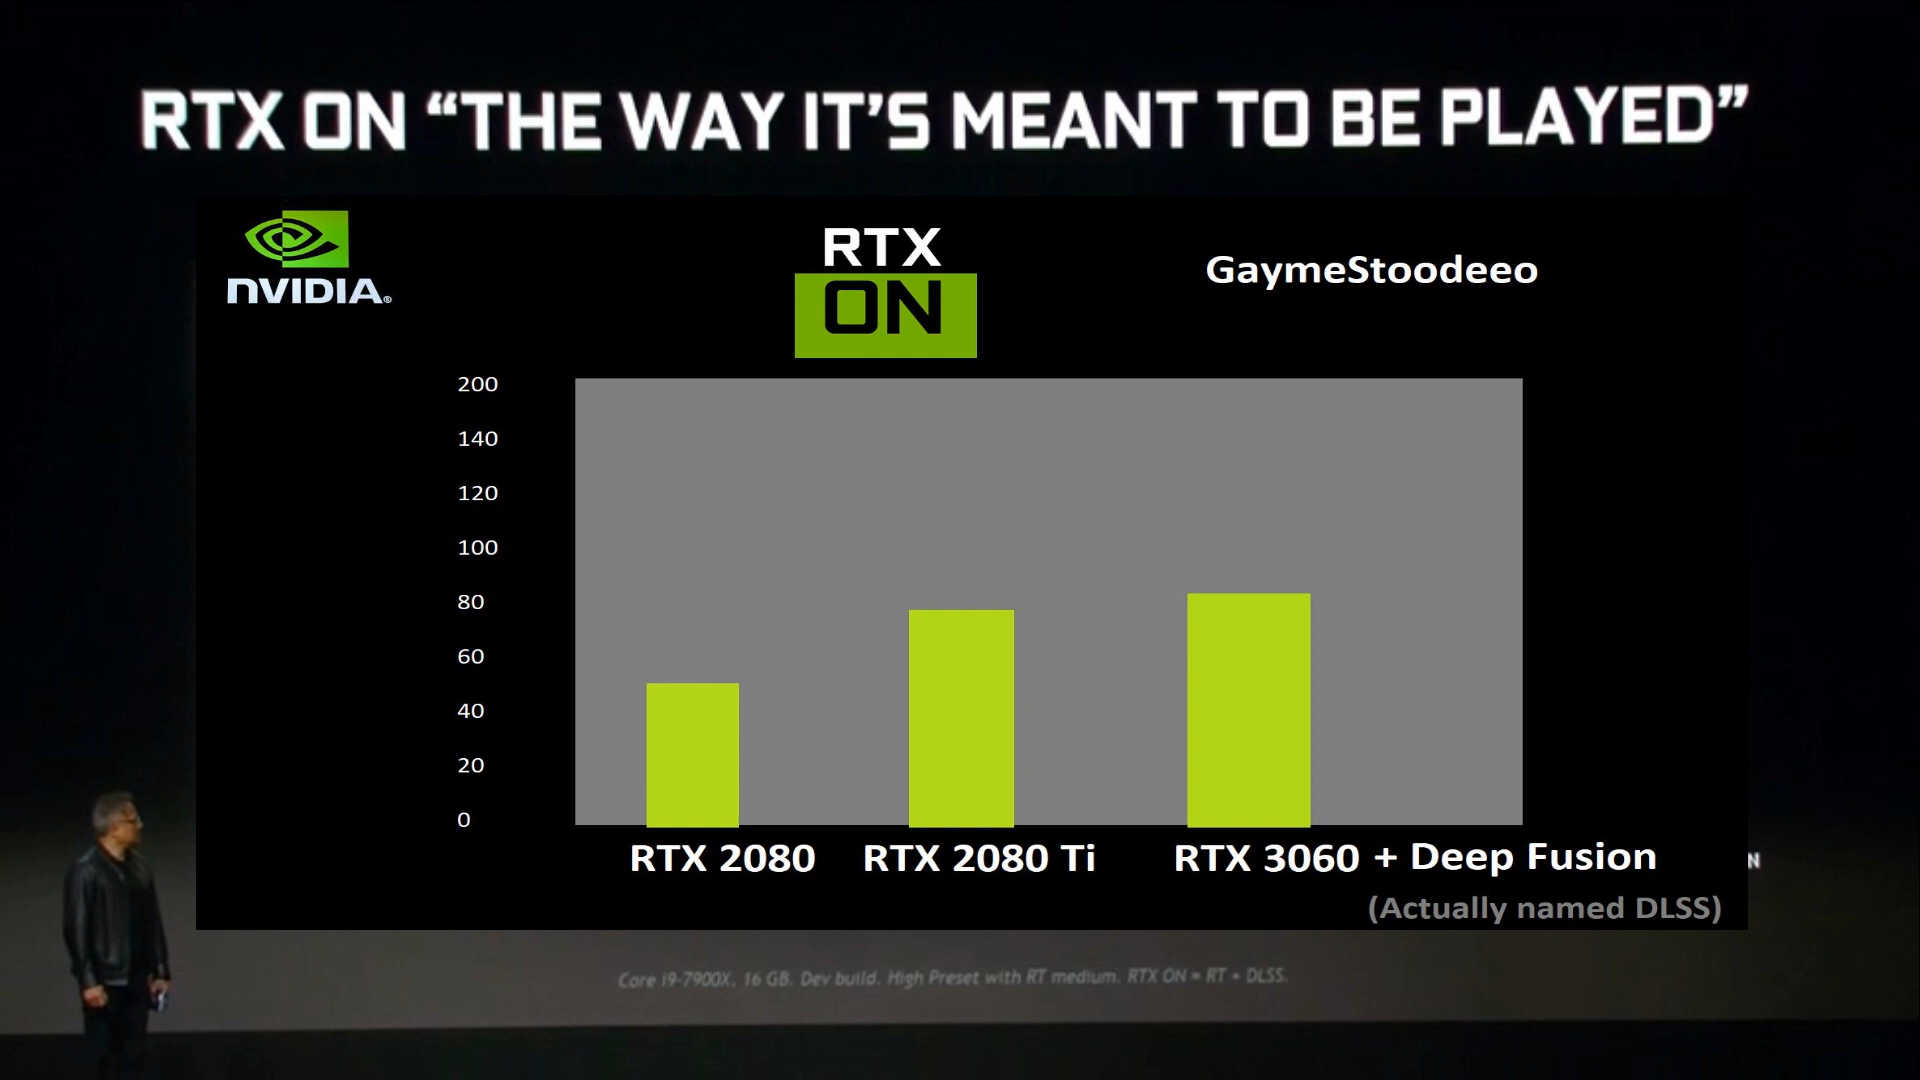 RTX ON “THE WAY IT’S MEANT TO BE PLAYED”
NVIDIA®
RTX
ON
GaymeStoodeeo
200
140
120
100
80
60
40
20
0
RTX 2080
RTX 2080 Ti
RTX 3060 + Deep Fusion
N
(Actually named DLSS)
Core i9-7900X, 16 GB. Dev build. High Preset with RT medium. RTX ON = RT + DLSS.